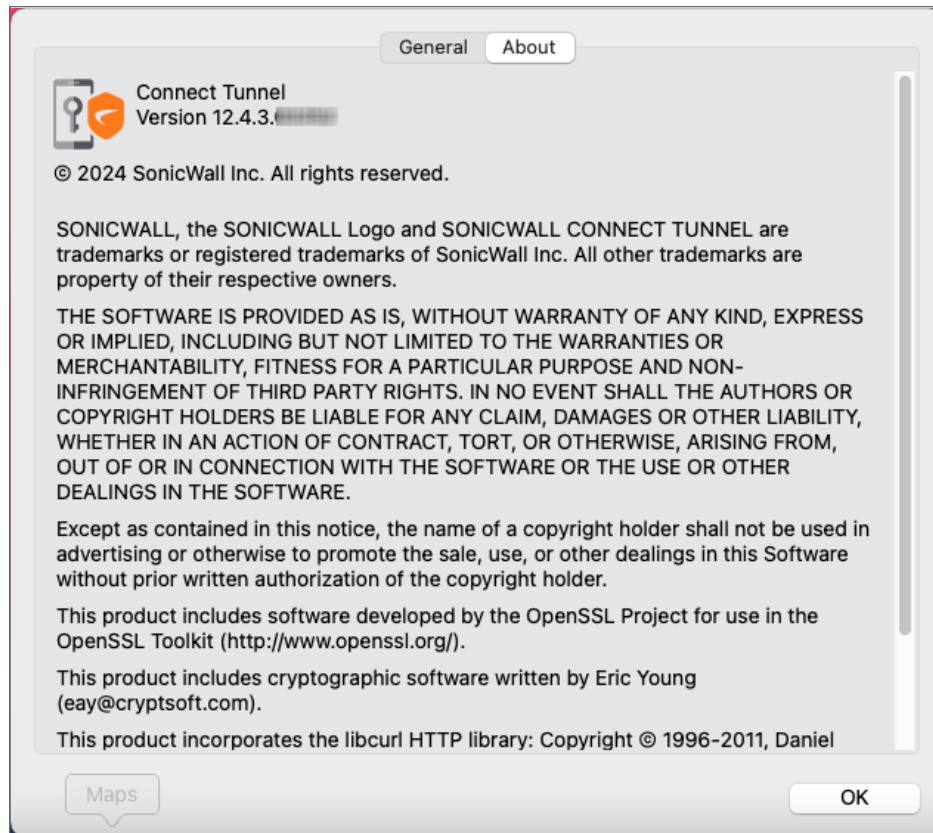 General About
Connect Tunnel
Version 12.4.3.
© 2024 SonicWall Inc. All rights reserved.
SONICWALL, the SONICWALL Logo and SONICWALL CONNECT TUNNEL are
trademarks or registered trademarks of SonicWall Inc. All other trademarks are
property of their respective owners.
THE SOFTWARE IS PROVIDED AS IS, WITHOUT WARRANTY OF ANY KIND, EXPRESS
OR IMPLIED, INCLUDING BUT NOT LIMITED TO THE WARRANTIES OR
MERCHANTABILITY, FITNESS FOR A PARTICULAR PURPOSE AND NON-
INFRINGEMENT OF THIRD PARTY RIGHTS. IN NO EVENT SHALL THE AUTHORS OR
COPYRIGHT HOLDERS BE LIABLE FOR ANY CLAIM, DAMAGES OR OTHER LIABILITY,
WHETHER IN AN ACTION OF CONTRACT, TORT, OR OTHERWISE, ARISING FROM,
OUT OF OR IN CONNECTION WITH THE SOFTWARE OR THE USE OR OTHER
DEALINGS IN THE SOFTWARE.
Except as contained in this notice, the name of a copyright holder shall not be used in
advertising or otherwise to promote the sale, use, or other dealings in this Software
without prior written authorization of the copyright holder.
This product includes software developed by the OpenSSL Project for use in the
OpenSSL Toolkit (http://www.openssl.org/).
This product includes cryptographic software written by Eric Young
(eay@cryptsoft.com).
This product incorporates the libcurl HTTP library: Copyright © 1996-2011, Daniel
Maps
OK